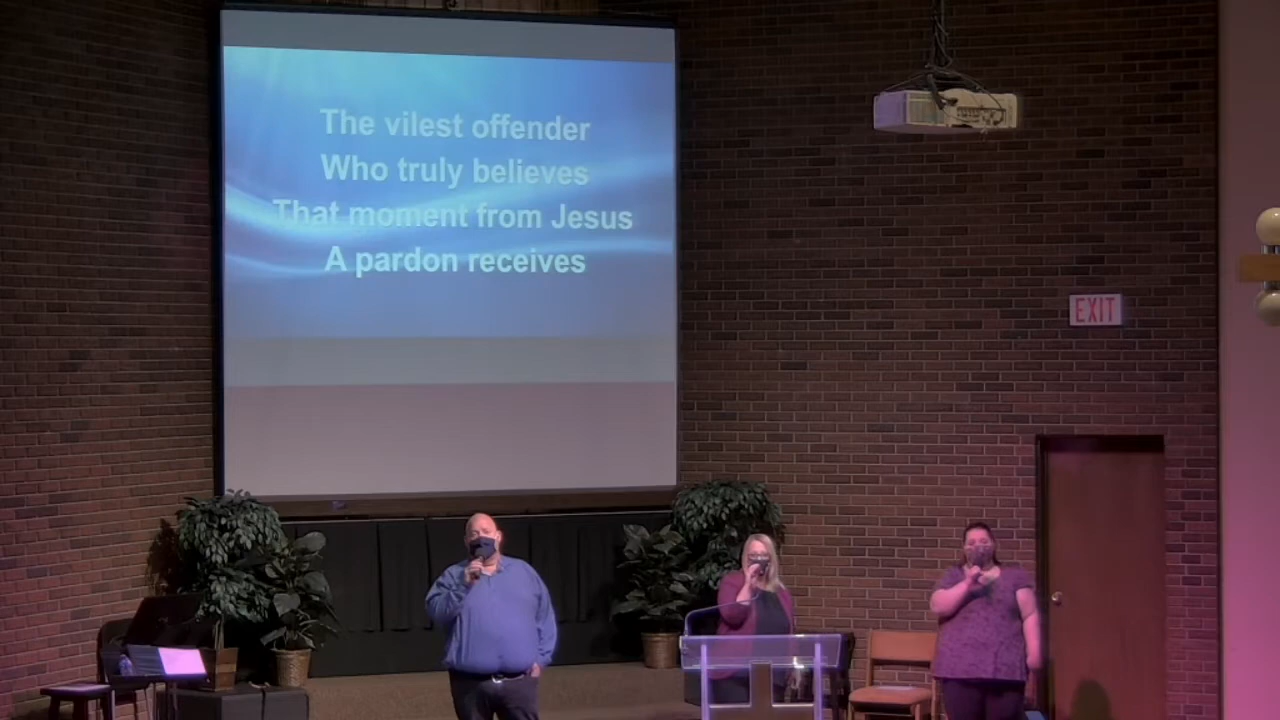 The vilest offender
Who truly believes
That moment from Jesus
A pardon receives
EXIT